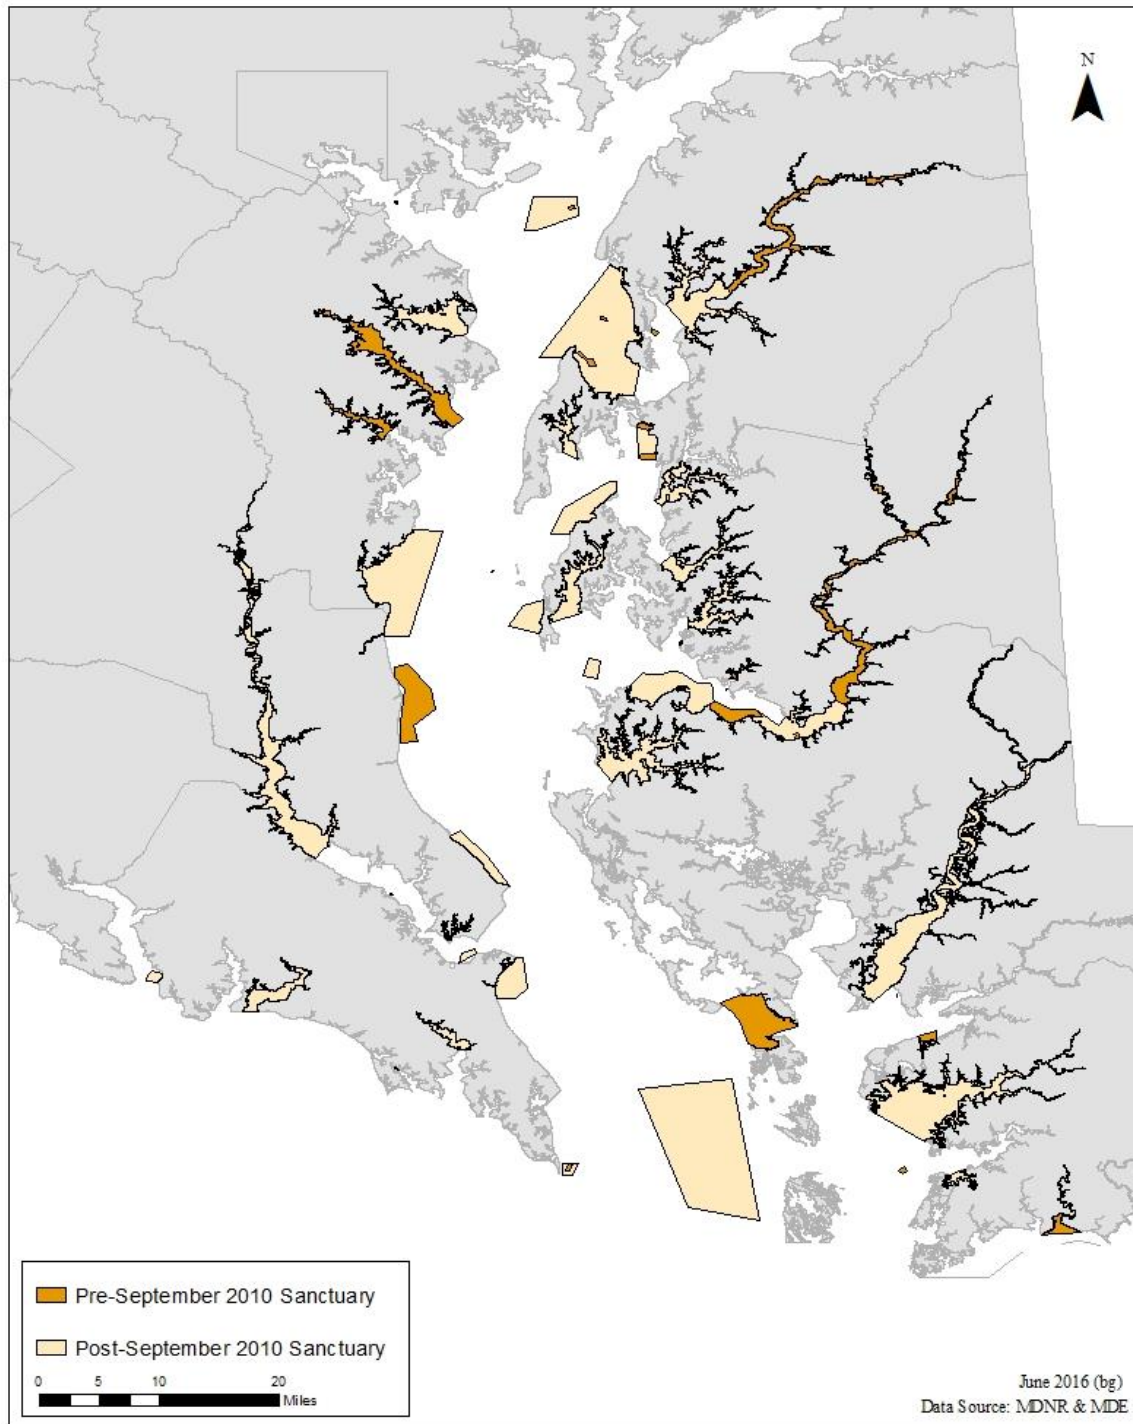 N
Pre-September 2010 Sanctuary
Post-September 2010 Sanctuary
0 5 10 20
Miles
June 2016 (bg)
Data Source: MDNR & MDE